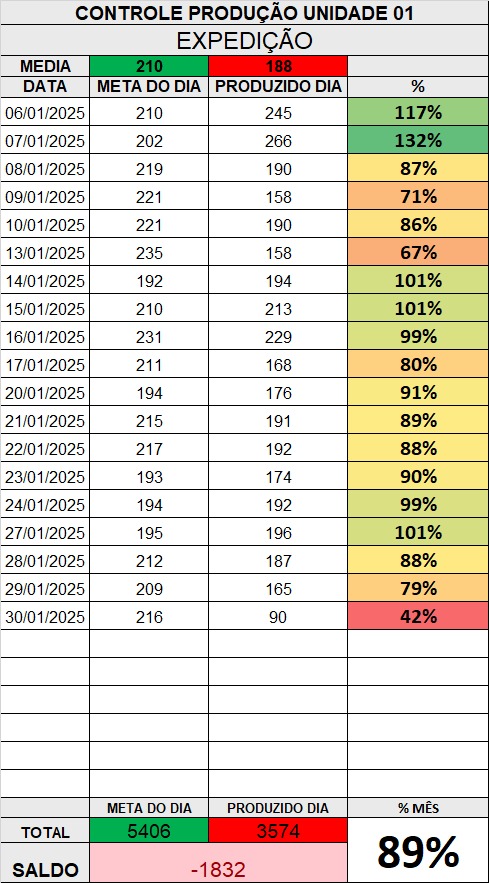 CONTROLE PRODUÇÃO UNIDADE 01
EXPEDIÇÃO
MEDIA 210 188
DATA META DO DIA PRODUZIDO DIA %
06/01/2025 210 245 117%
07/01/2025 202 266 132%
08/01/2025 219 190 87%
09/01/2025 221 158 71%
10/01/2025 221 190 86%
13/01/2025 235 158 67%
14/01/2025 192 194 101%
15/01/2025 210 213 101%
16/01/2025 231 229 99%
17/01/2025 211 168 80%
20/01/2025 194 176 91%
21/01/2025 215 191 89%
22/01/2025 217 192 88%
23/01/2025 193 174 90%
24/01/2025 194 192 99%
27/01/2025 195 196 101%
28/01/2025 212 187 88%
29/01/2025 209 165 79%
30/01/2025 216 90 42%
META DO DIA PRODUZIDO DIA % MÊS
TOTAL 5406 3574 89%
SALDO -1832